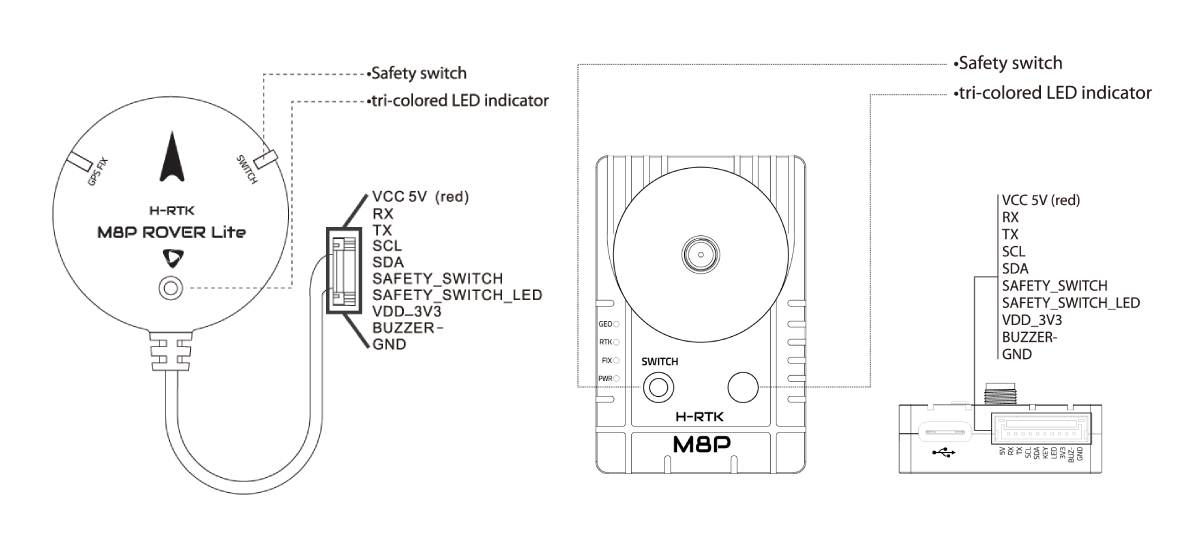 •Safety switch
•tri-colored LED indicator
GPS FIX
SWITCH
H-RTK
M8P ROVER Lite
VCC 5V (red)
RX
TX
SCL
SDA
SAFETY_SWITCH
SAFETY_SWITCH_LED
VDD_3V3
BUZZER-
GND
•Safety switch
•tri-colored LED indicator
GEO
RTK
FIX
PWR
SWITCH
H-RTK
M8P
VCC 5V (red)
RX
TX
SCL
SDA
SAFETY_SWITCH
SAFETY_SWITCH_LED
VDD_3V3
BUZZER-
GND
5V
RX
TX
SCL
SDA
KEY
LED
3V3
BUZ-
GND